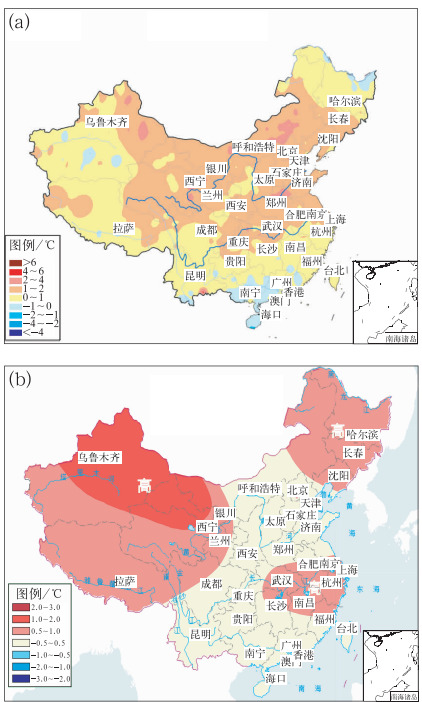 (a)
哈尔滨
长春
沈阳
乌鲁木齐
呼和浩特
北京
天津
石家庄
银川
太原
济南
西宁
兰州
郑州
西安
合肥
南京
上海
拉萨
成都
武汉
杭州
重庆
长沙
南昌
贵阳
福州
昆明
台北
广州
南宁
香港
澳门
海口
图例/℃
>6
4~6
2~4
1~2
0~1
−1~0
−2~−1
−4~−2
<−4
南海诸岛
(b)
高
哈尔滨
长春
沈阳
乌鲁木齐
高
呼和浩特
北京
天津
石家庄
银川
太原
济南
西宁
兰州
郑州
黄
海
西安
合肥
南京
上海
拉萨
成都
武汉
杭州
东 海
重庆
长沙
南昌
贵阳
福州
昆明
台北
广州
南宁
香港
澳门
海口
南 海
图例/℃
2.0~3.0
1.0~2.0
0.5~1.0
−0.5~0.5
−1.0~−0.5
−2.0~−1.0
−3.0~−2.0
南海诸岛